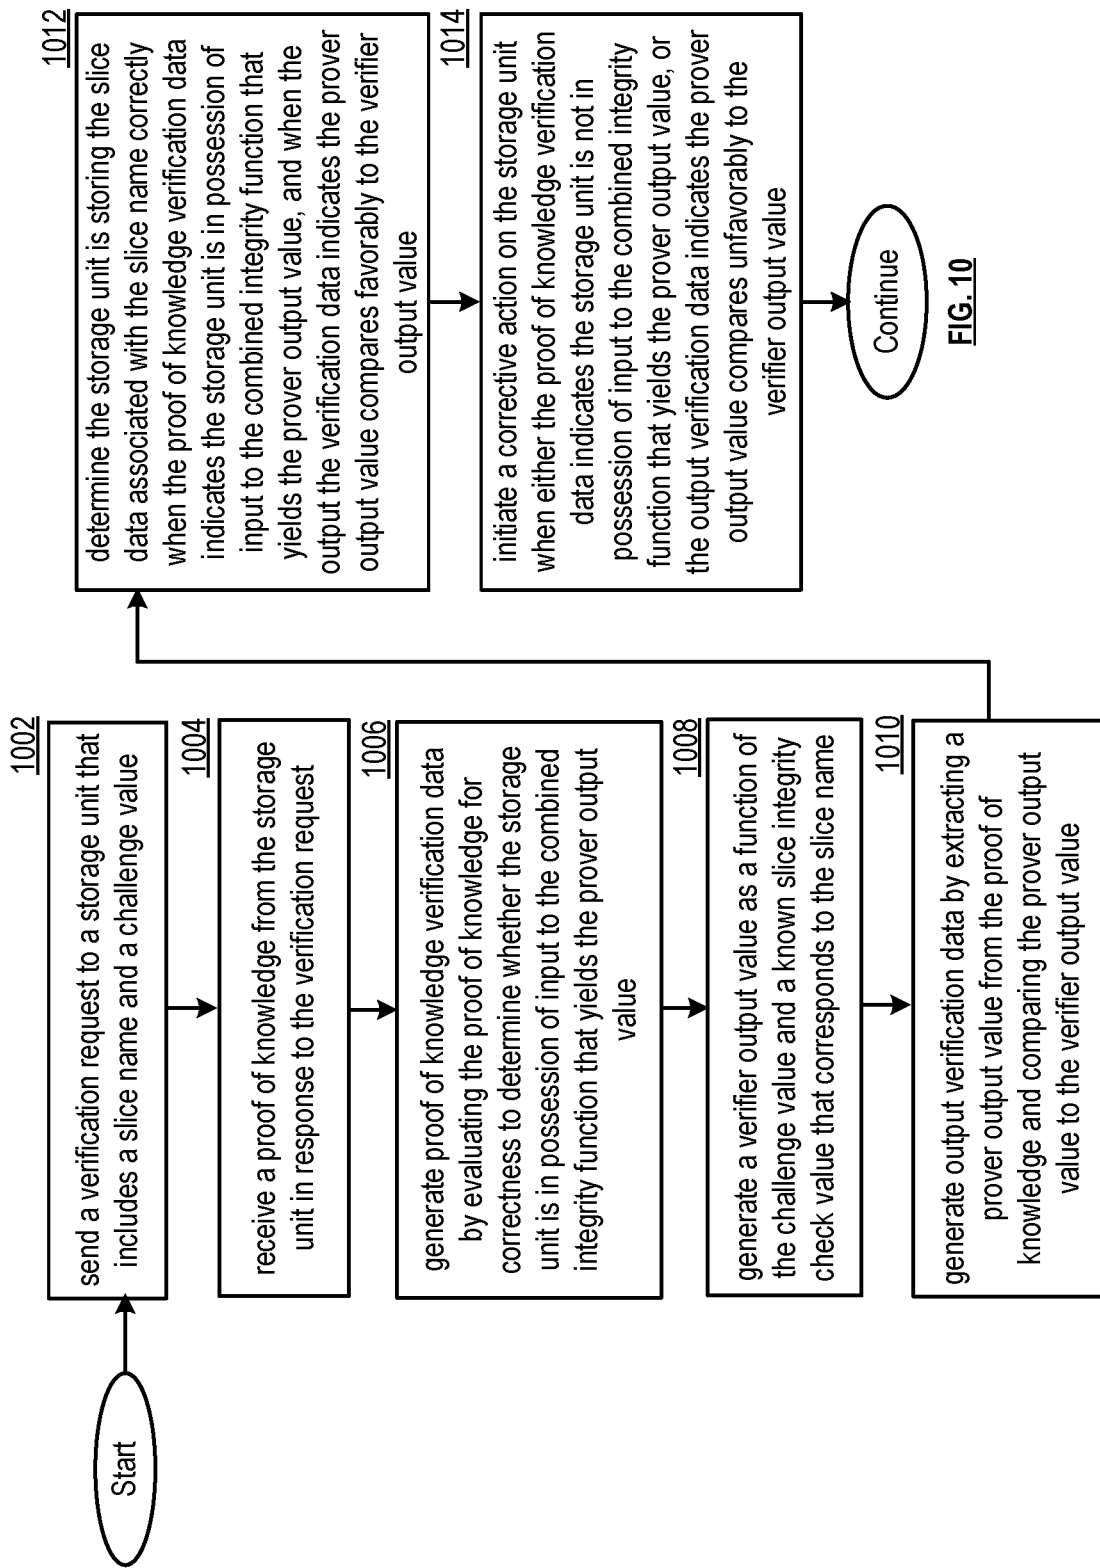 Start
1002
send a verification request to a storage unit that
includes a slice name and a challenge value
1004
receive a proof of knowledge from the storage
unit in response to the verification request
1006
generate proof of knowledge verification data
by evaluating the proof of knowledge for
correctness to determine whether the storage
unit is in possession of input to the combined
integrity function that yields the prover output
value
1008
generate a verifier output value as a function of
the challenge value and a known slice integrity
check value that corresponds to the slice name
1010
generate output verification data by extracting a
prover output value from the proof of
knowledge and comparing the prover output
value to the verifier output value
1012
determine the storage unit is storing the slice
data associated with the slice name correctly
when the proof of knowledge verification data
indicates the storage unit is in possession of
input to the combined integrity function that
yields the prover output value, and when the
output the verification data indicates the prover
output value compares favorably to the verifier
output value
1014
initiate a corrective action on the storage unit
when either the proof of knowledge verification
data indicates the storage unit is not in
possession of input to the combined integrity
function that yields the prover output value, or
the output verification data indicates the prover
output value compares unfavorably to the
verifier output value
Continue
FIG. 10